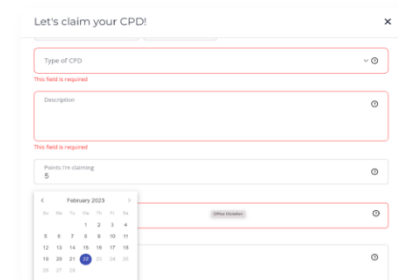 Let's claim your CPD!
Type of CPD
This field is required
Description
This field is required
Points I'm claiming
5
February 2023
Su Mo Tu We Th Fr Sa
1 2 3 4
5 6 7 8 9 10 11
12 13 14 15 16 17 18
19 20 21 22 23 24 25
26 27 28